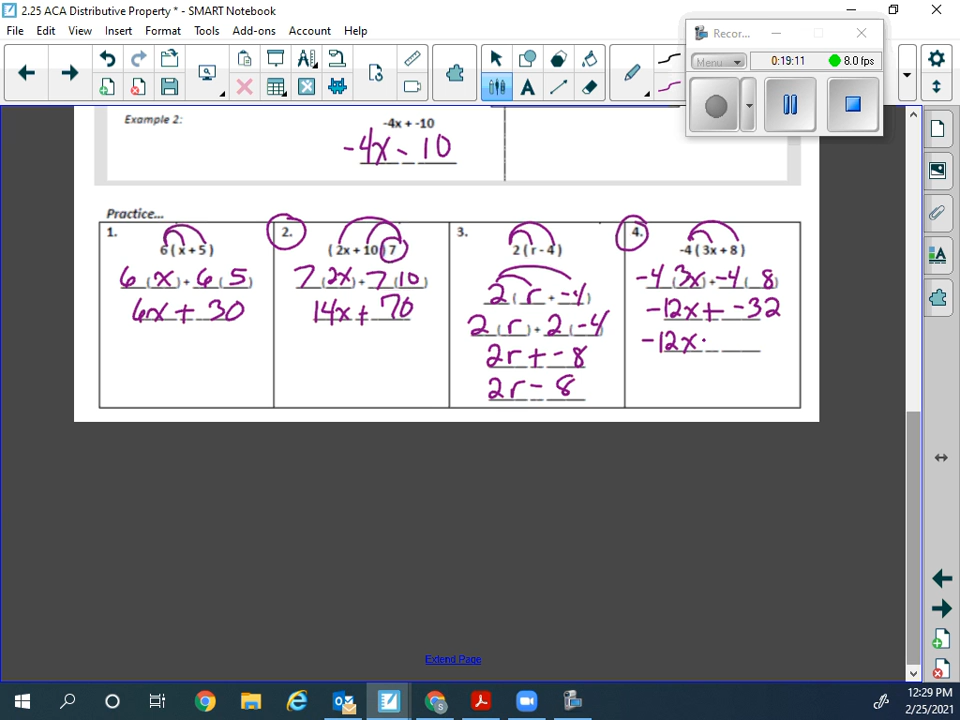 2.25 ACA Distributive Property * - SMART Notebook
File Edit View Insert Format Tools Add-ons Account Help
Recor...
Menu
0:19:11
8.0 fps
Example 2:
-4x + -10
-4x - 10
Practice...
1.
6 ( x + 5 )
6 (x) + 6 (5)
6x + 30
2.
( 2x + 10 ) 7
7 (2x) + 7 (10)
14x + 70
3.
2 ( r - 4 )
2 ( r + -4)
2 (r) + 2 (-4)
2r + -8
2r - 8
4.
-4 ( 3x + 8 )
-4 (3x) + -4 (8)
-12x + -32
-12x
Extend Page
12:29 PM
2/25/2021